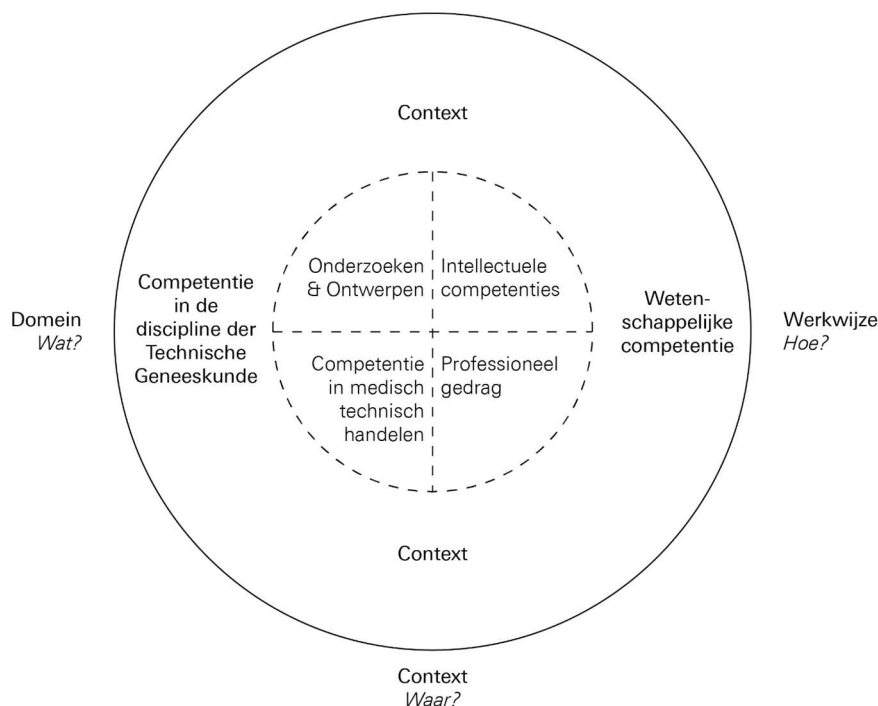 Context
Onderzoeken
& Ontwerpen
Intellectuele
competenties
Competentie
in de
discipline der
Technische
Geneeskunde
Weten-
schappelijke
competentie
Domein
Wat?
Werkwijze
Hoe?
Competentie
in medisch
technisch
handelen
Professioneel
gedrag
Context
Context
Waar?